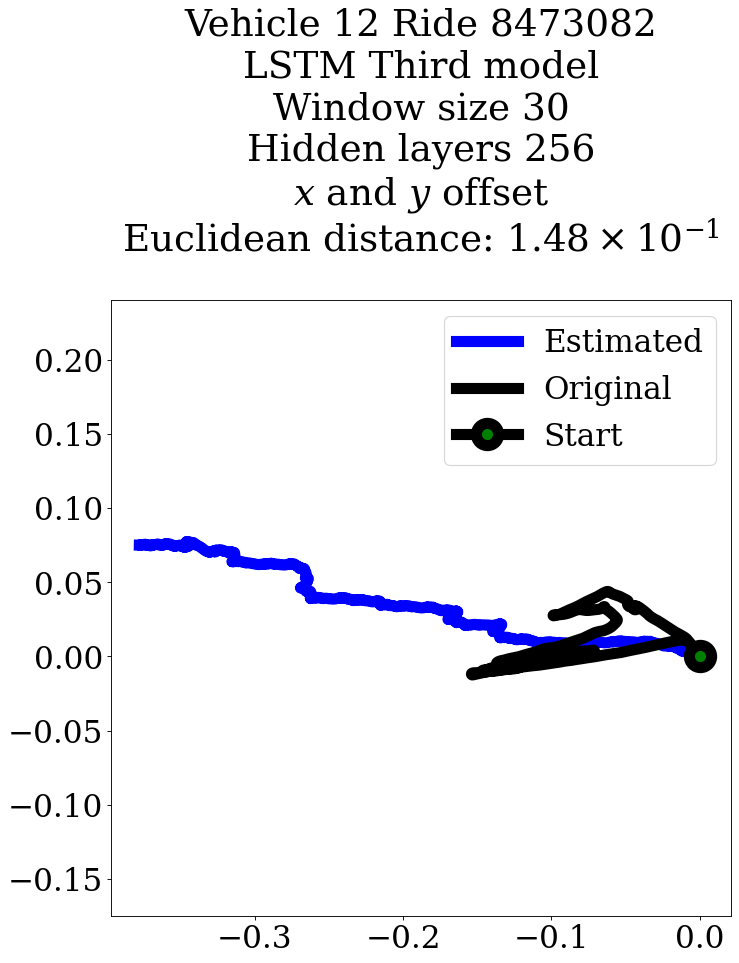 Vehicle 12 Ride 8473082
LSTM Third model
Window size 30
Hidden layers 256
x and y offset
Euclidean distance: 1.48 × 10⁻¹
Estimated
Original
Start
0.20
0.15
0.10
0.05
0.00
−0.05
−0.10
−0.15
−0.3 −0.2 −0.1 0.0